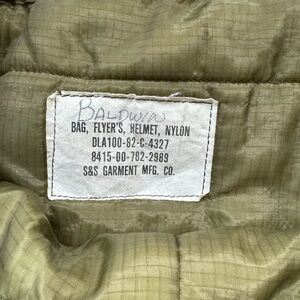 BALDWIN
BAG, FLYER'S, HELMET, NYLON
DLA100-82-C-4327
8415-00-782-2989
S&S GARMENT MFG. CO.